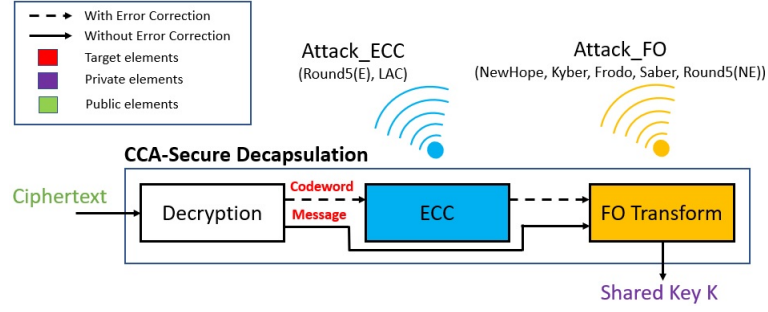 With Error Correction
Without Error Correction
Target elements
Private elements
Public elements
Attack_ECC
(Round5(E), LAC)
Attack_FO
(NewHope, Kyber, Frodo, Saber, Round5(NE))
CCA-Secure Decapsulation
Ciphertext
Decryption
Codeword
Message
ECC
FO Transform
Shared Key K